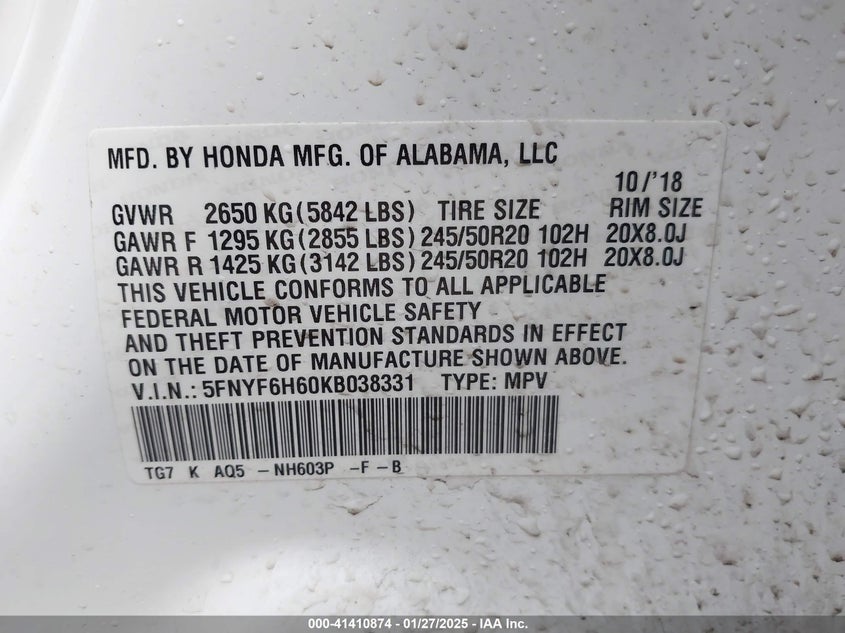 MFD. BY HONDA MFG. OF ALABAMA, LLC
10/'18
GVWR 2650 KG(5842 LBS) TIRE SIZE RIM SIZE
GAWR F 1295 KG(2855 LBS) 245/50R20 102H 20X8.0J
GAWR R 1425 KG(3142 LBS) 245/50R20 102H 20X8.0J
THIS VEHICLE CONFORMS TO ALL APPLICABLE
FEDERAL MOTOR VEHICLE SAFETY
AND THEFT PREVENTION STANDARDS IN EFFECT
ON THE DATE OF MANUFACTURE SHOWN ABOVE.
V.I.N.: 5FNYF6H60KB038331 TYPE: MPV
TG7 K AQ5 -NH603P -F-B
000-41410874 - 01/27/2025 - IAA Inc.